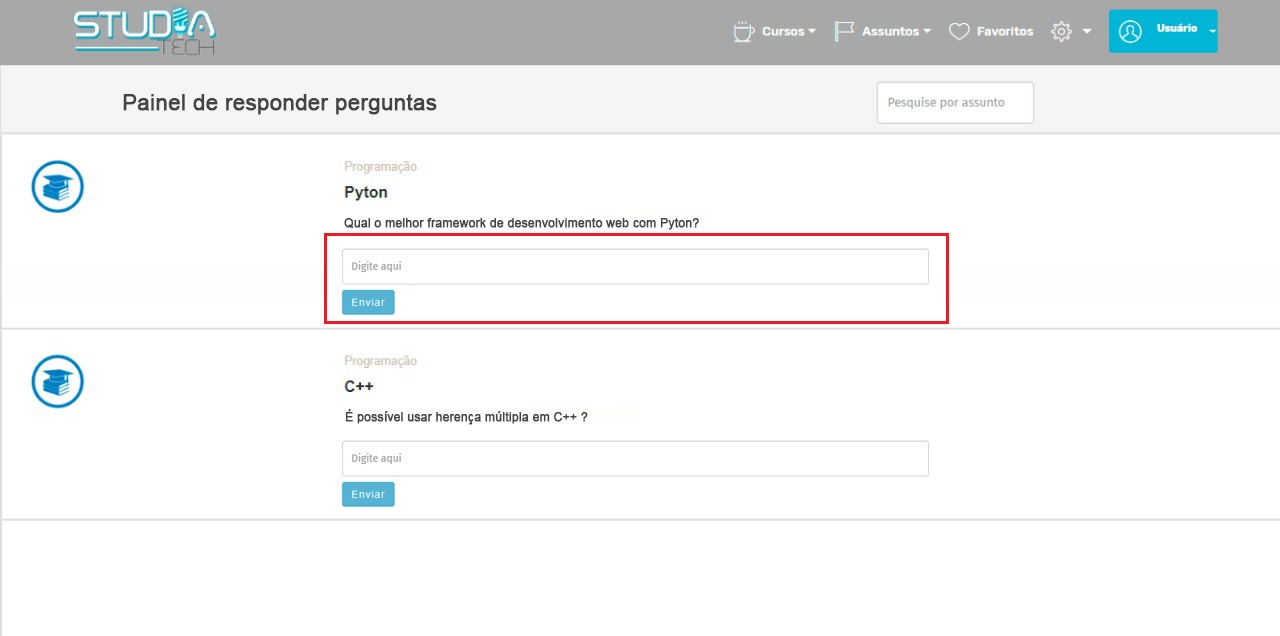 STUDIA
TECH
Cursos
Assuntos
Favoritos
Usuário
Painel de responder perguntas
Pesquise por assunto
Programação
Pyton
Qual o melhor framework de desenvolvimento web com Pyton?
Digite aqui
Enviar
Programação
C++
É possível usar herença múltipla em C++ ?
Digite aqui
Enviar